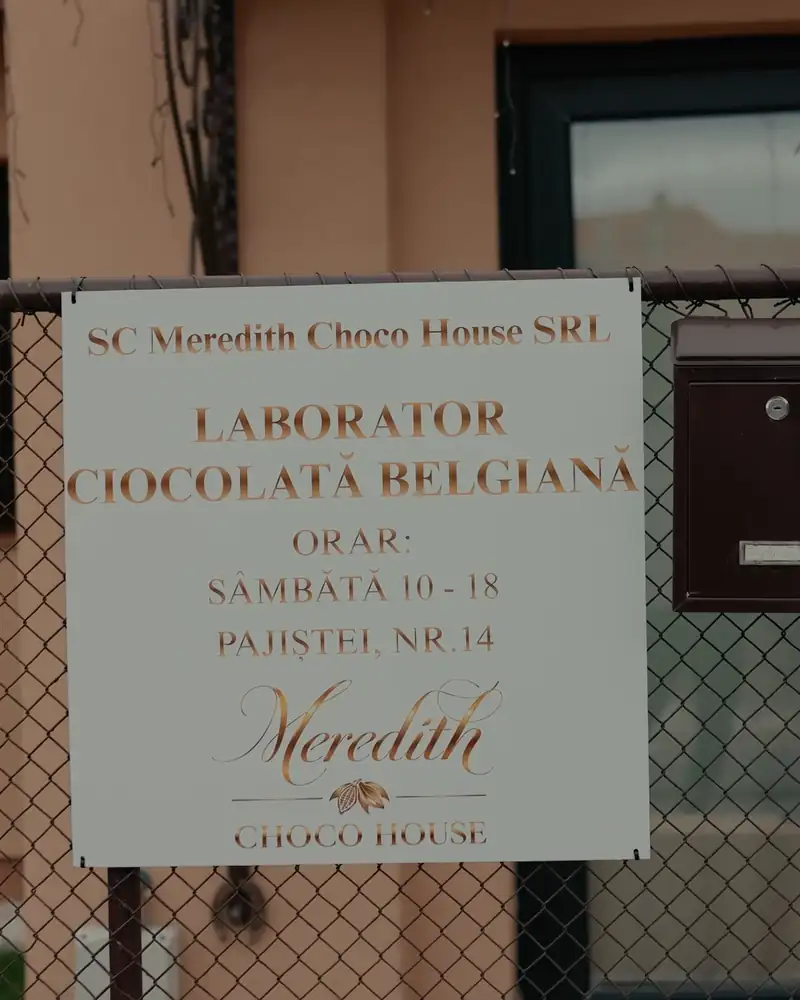 SC Meredith Choco House SRL
LABORATOR
CIOCOLATĂ BELGIANĂ
ORAR:
SÂMBĂTĂ 10 - 18
PAJIȘTEI, NR.14
Meredith
CHOCO HOUSE